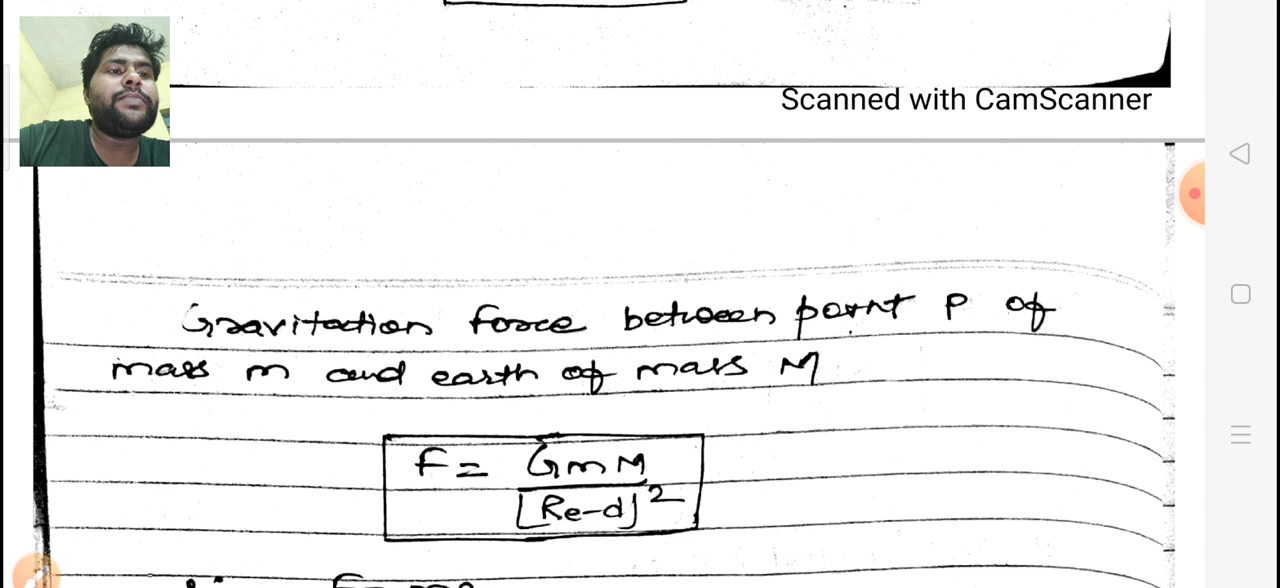 Scanned with CamScanner
Gravitation force between point P of
mass m and earth of mass M
F = GmM
[Re-d]²